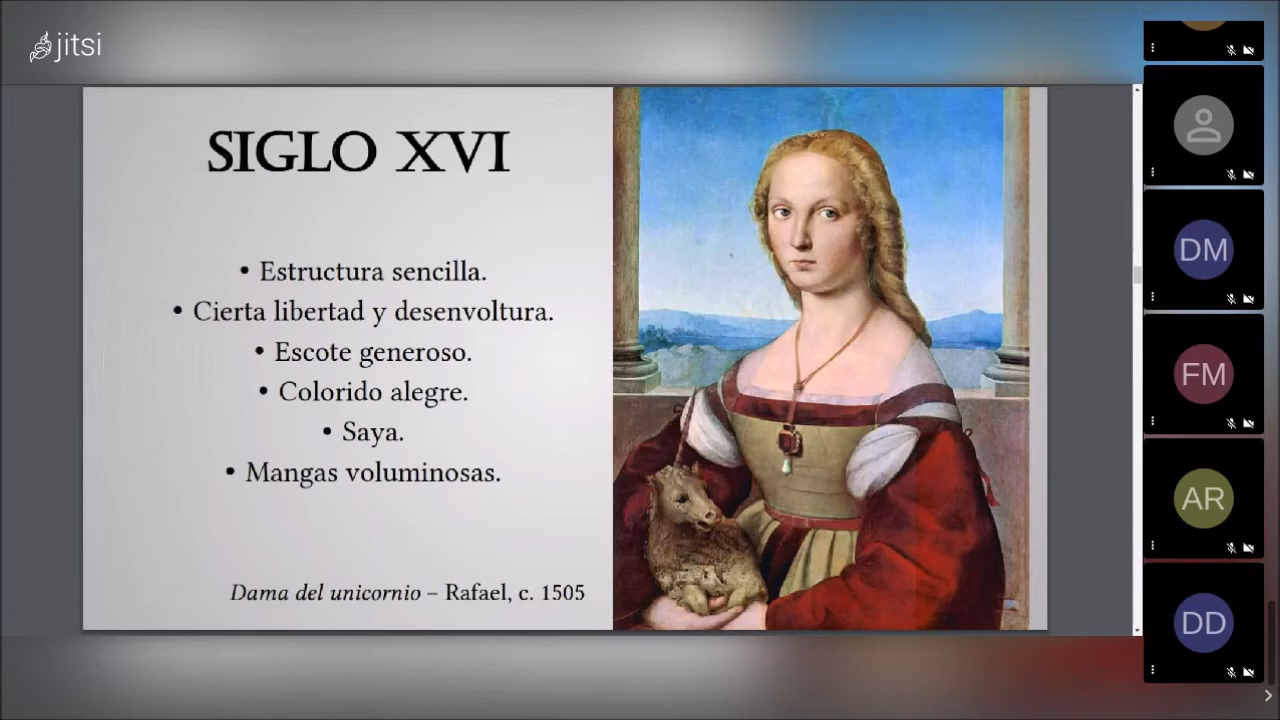 jitsi
SIGLO XVI
• Estructura sencilla.
• Cierta libertad y desenvoltura.
• Escote generoso.
• Colorido alegre.
• Saya.
• Mangas voluminosas.
Dama del unicornio – Rafael, c. 1505
DM
FM
AR
DD